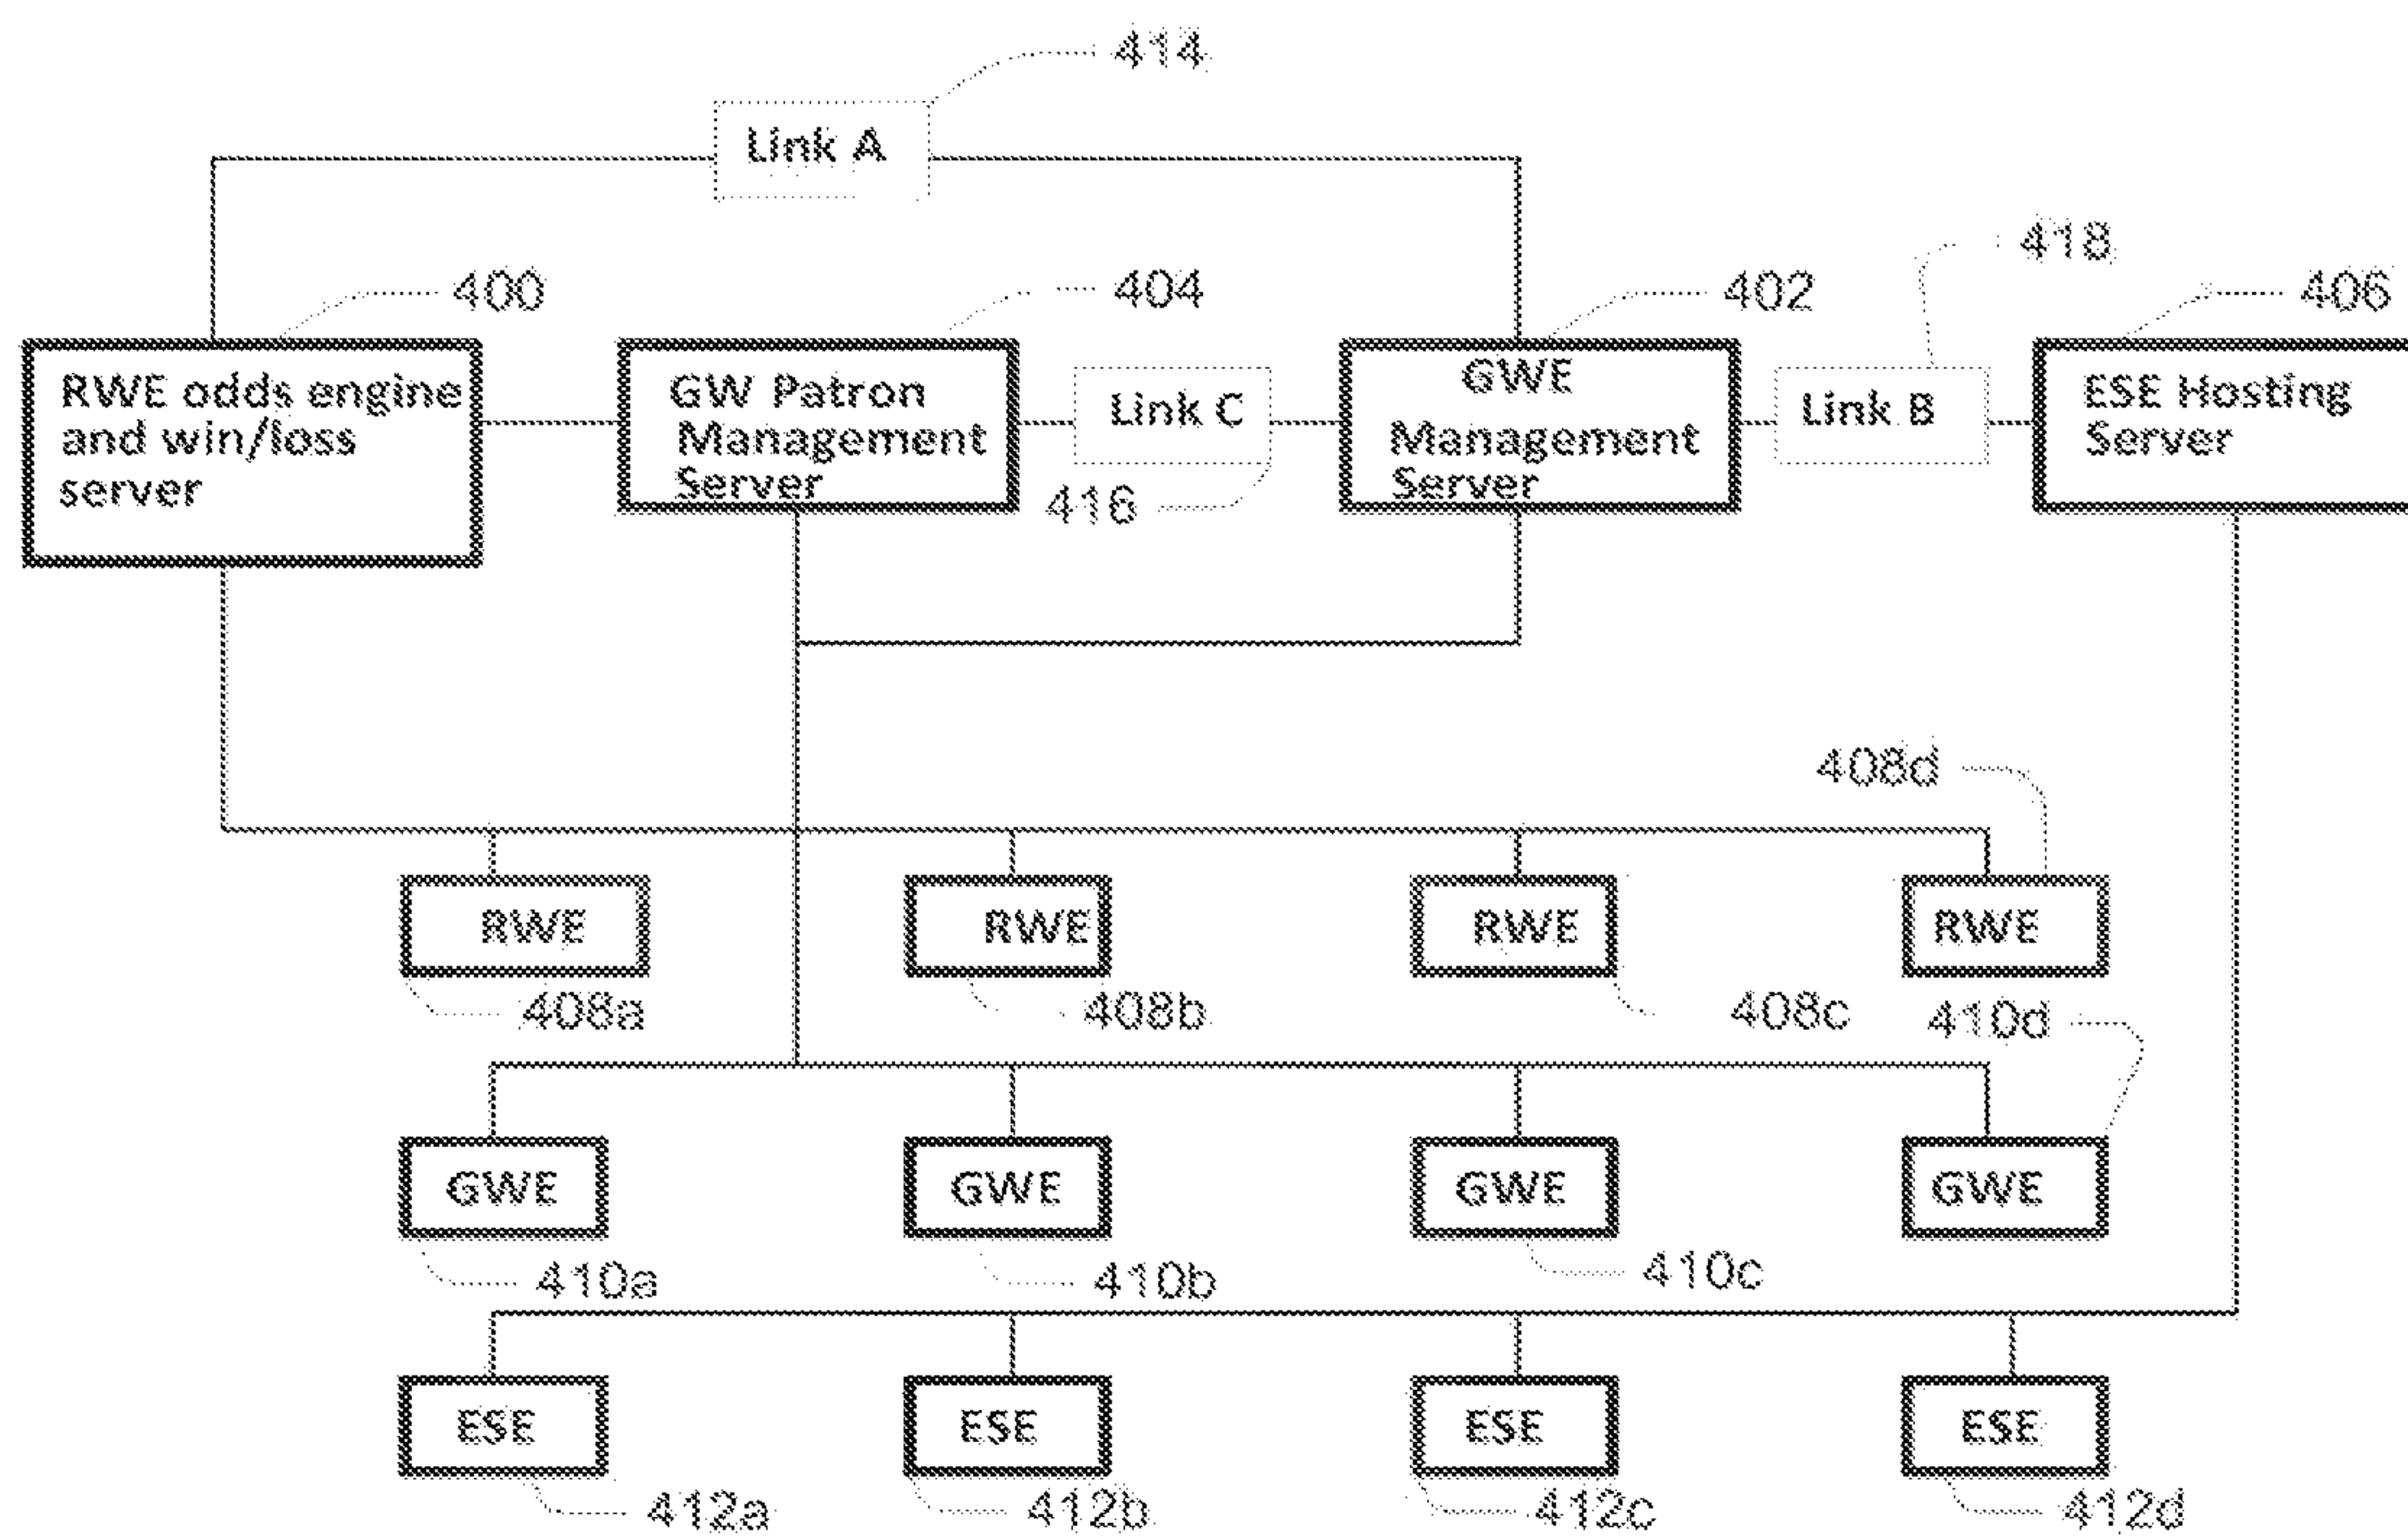 414
Link A
418
400
404
402
406
RWE odds engine
and win/loss
server
GW Patron
Management
Server
Link C
416
GWE
Management
Server
Link B
ESE Hosting
Server
408d
RWE
RWE
RWE
RWE
408a
408b
408c
410d
GWE
GWE
GWE
GWE
410a
410b
410c
ESE
ESE
ESE
ESE
412a
412b
412c
412d